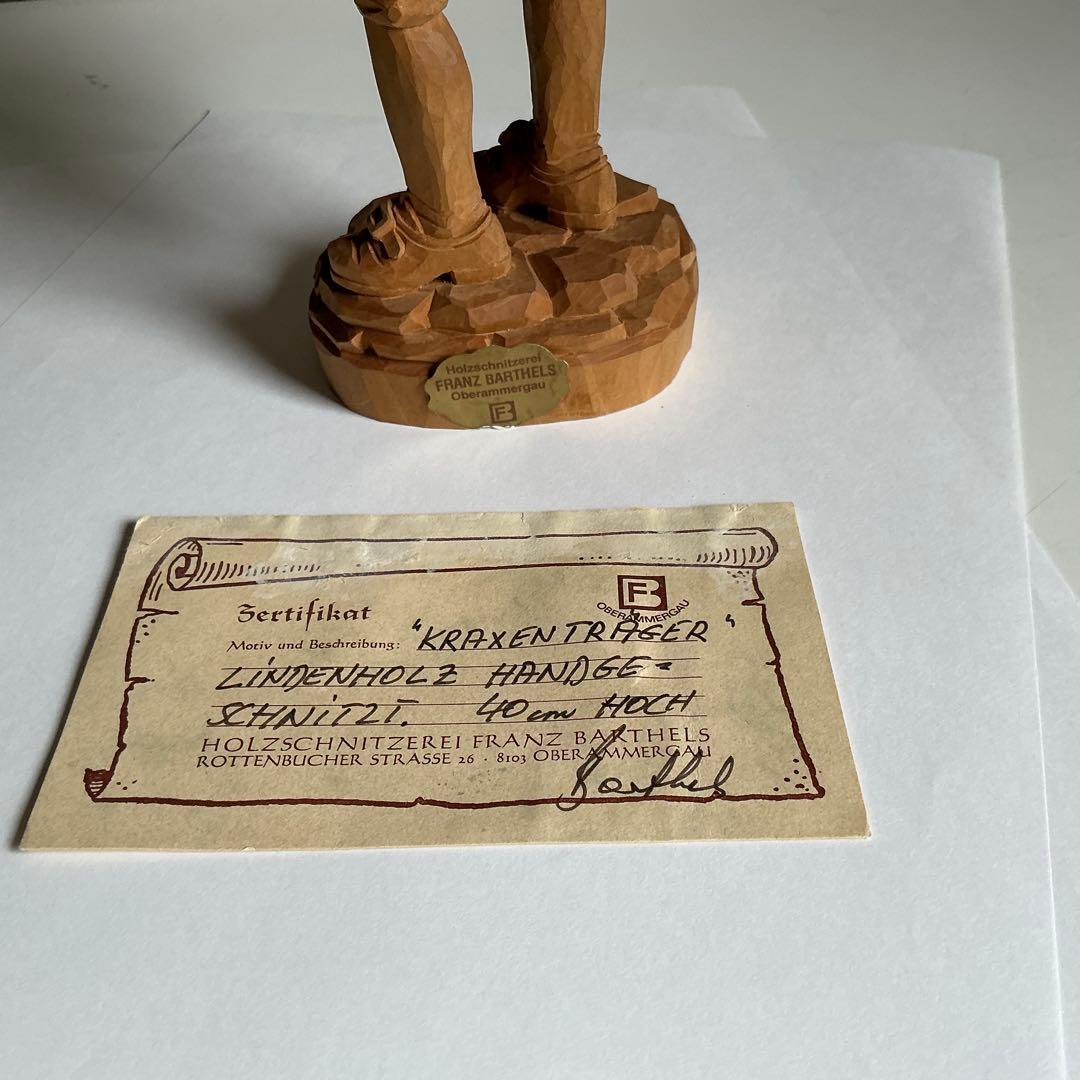 Holzschnitzerei
FRANZ BARTHELS
Oberammergau
FB
Zertifikat
FB
OBERAMMERGAU
Motiv und Beschreibung: "KRAXENTRÄGER"
LINDENHOLZ HANDGE=
SCHNITZT. 40 cm HOCH
HOLZSCHNITZEREI FRANZ BARTHELS
ROTTENBUCHER STRASSE 26 · 8103 OBERAMMERGAU
Barthels